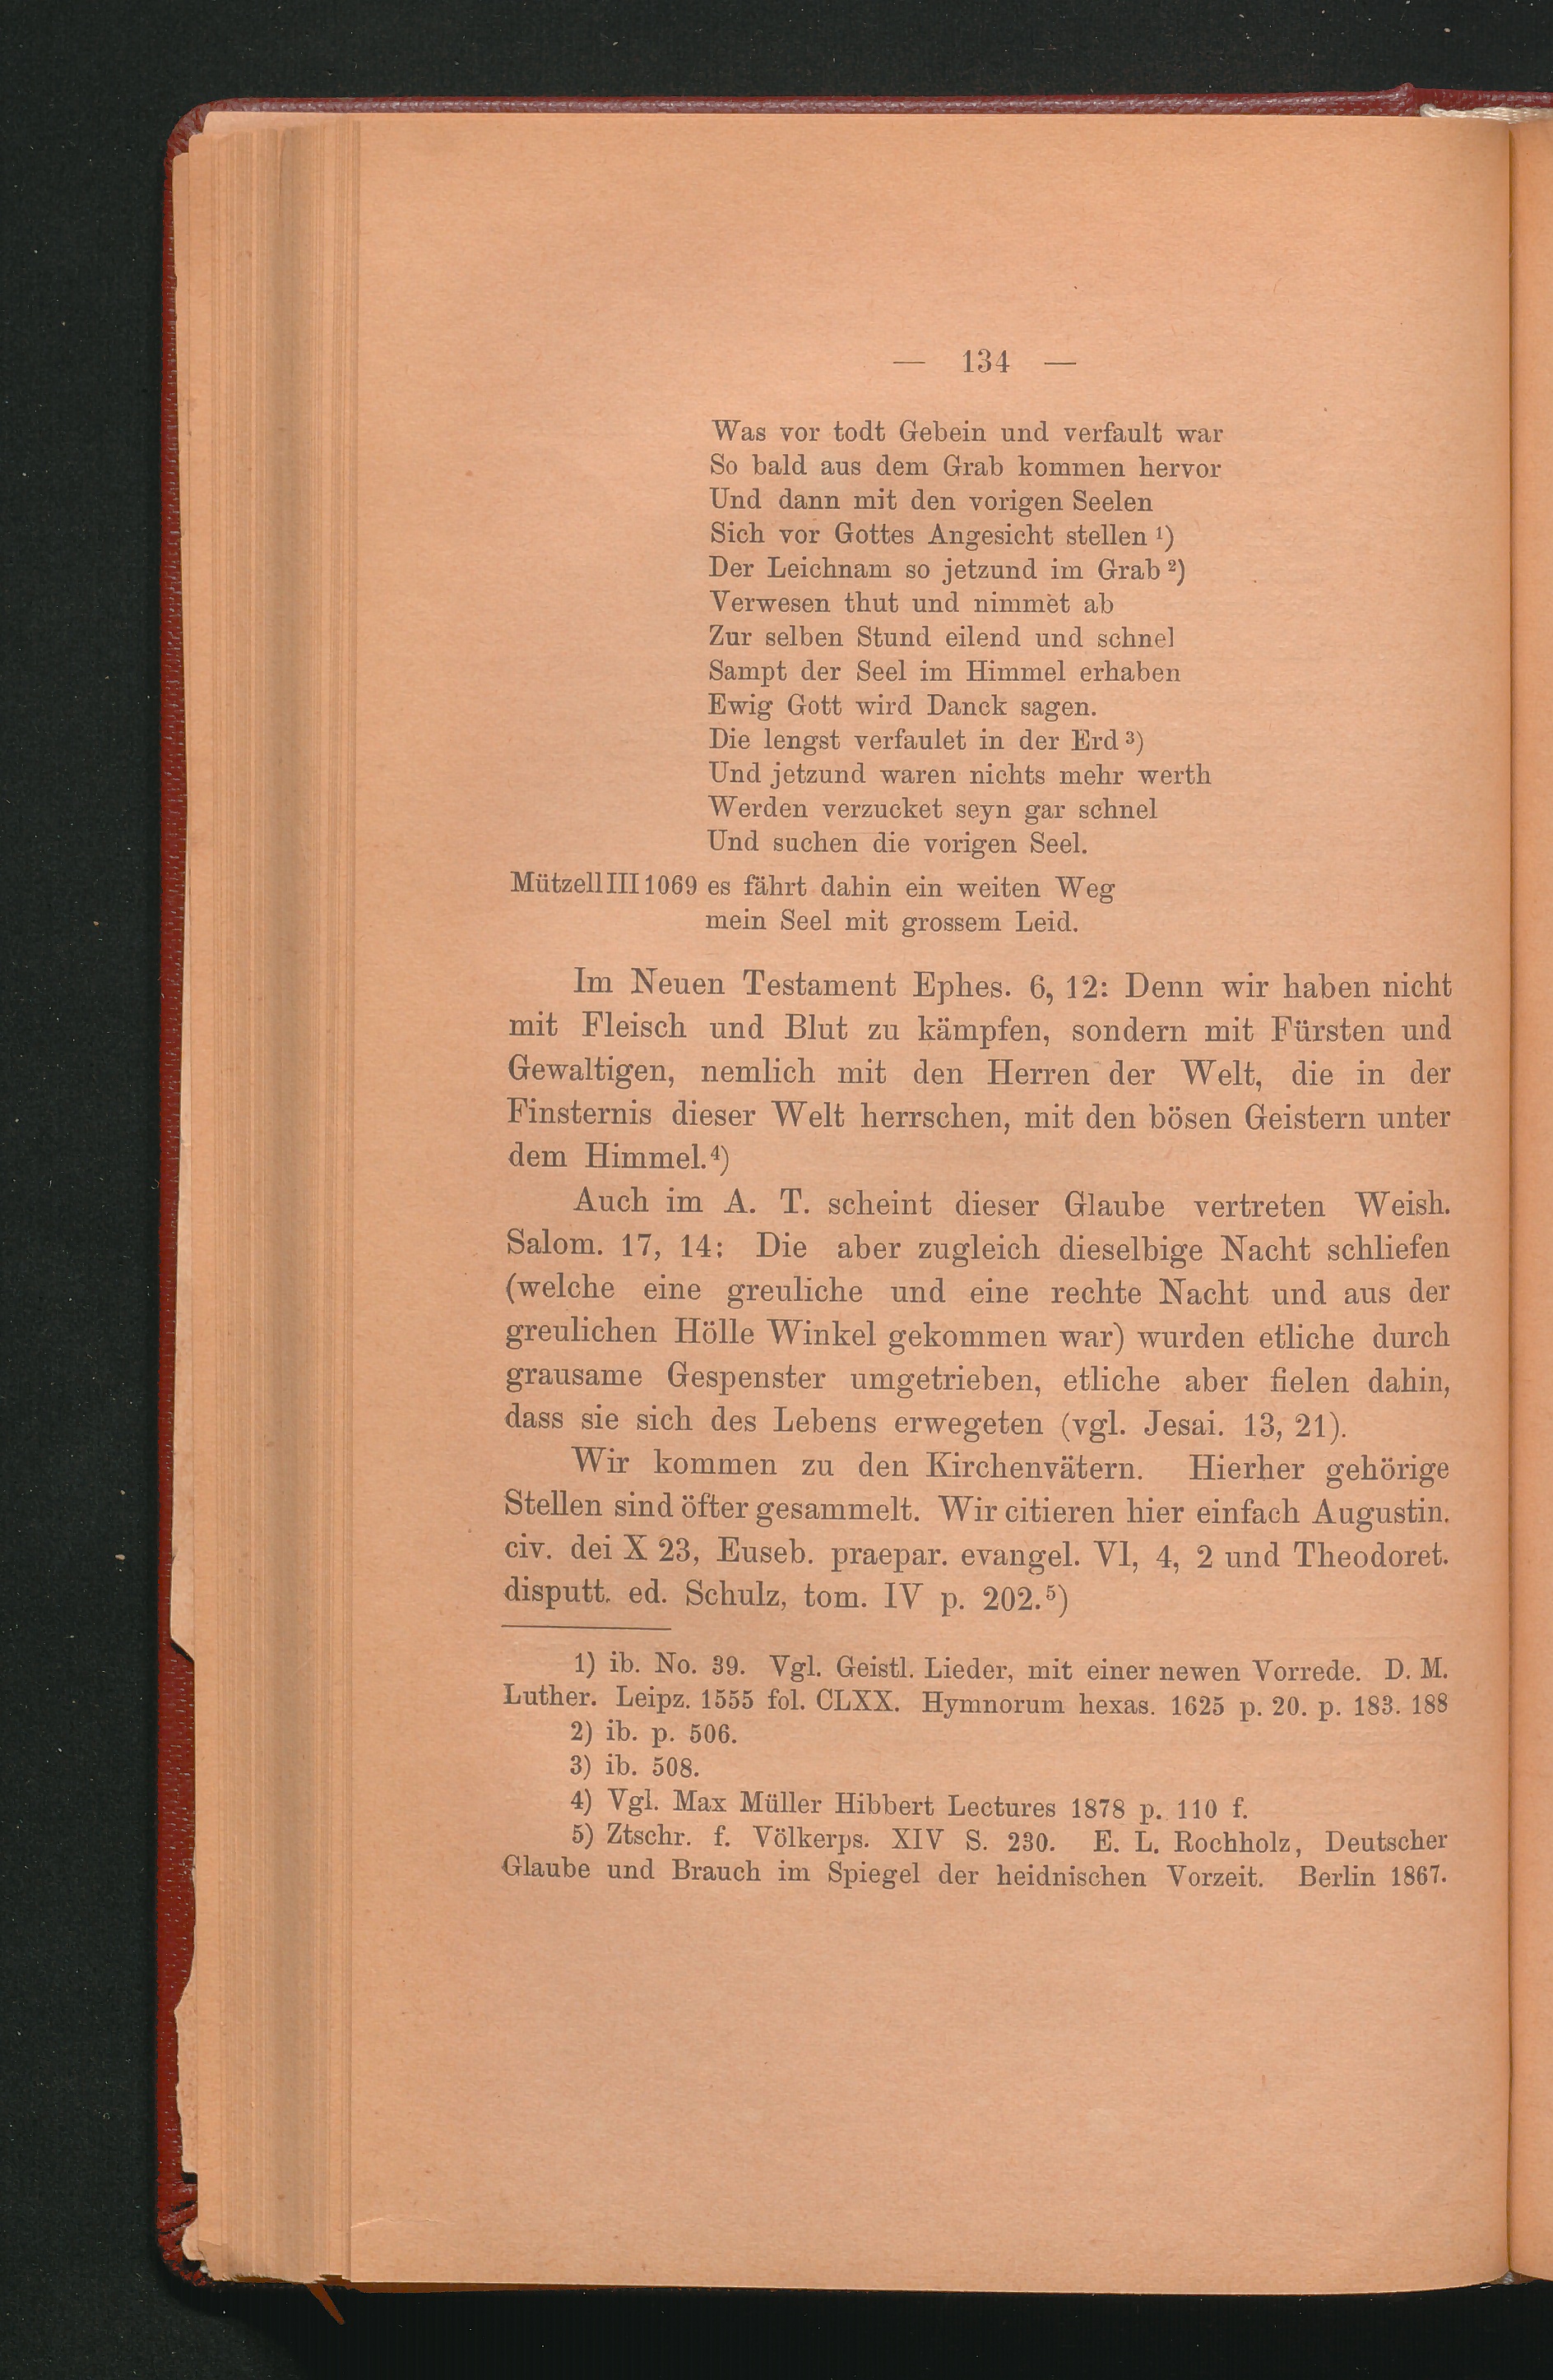 — 134 —
Was vor todt Gebein und verfault war
So bald aus dem Grab kommen hervor
Und dann mit den vorigen Seelen
Sich vor Gottes Angesicht stellen ¹)
Der Leichnam so jetzund im Grab ²)
Verwesen thut und nimmet ab
Zur selben Stund eilend und schnel
Sampt der Seel im Himmel erhaben
Ewig Gott wird Danck sagen.
Die lengst verfaulet in der Erd ³)
Und jetzund waren nichts mehr werth
Werden verzucket seyn gar schnel
Und suchen die vorigen Seel.
Mützell III 1069 es fährt dahin ein weiten Weg
mein Seel mit grossem Leid.
Im Neuen Testament Ephes. 6, 12: Denn wir haben nicht
mit Fleisch und Blut zu kämpfen, sondern mit Fürsten und
Gewaltigen, nemlich mit den Herren der Welt, die in der
Finsternis dieser Welt herrschen, mit den bösen Geistern unter
dem Himmel.⁴)
Auch im A. T. scheint dieser Glaube vertreten Weish.
Salom. 17, 14: Die aber zugleich dieselbige Nacht schliefen
(welche eine greuliche und eine rechte Nacht und aus der
greulichen Hölle Winkel gekommen war) wurden etliche durch
grausame Gespenster umgetrieben, etliche aber fielen dahin,
dass sie sich des Lebens erwegeten (vgl. Jesai. 13, 21).
Wir kommen zu den Kirchenvätern. Hierher gehörige
Stellen sind öfter gesammelt. Wir citieren hier einfach Augustin.
civ. dei X 23, Euseb. praepar. evangel. VI, 4, 2 und Theodoret.
disputt. ed. Schulz, tom. IV p. 202.⁵)
1) ib. No. 39. Vgl. Geistl. Lieder, mit einer newen Vorrede. D. M.
Luther. Leipz. 1555 fol. CLXX. Hymnorum hexas. 1625 p. 20. p. 183. 188
2) ib. p. 506.
3) ib. 508.
4) Vgl. Max Müller Hibbert Lectures 1878 p. 110 f.
5) Ztschr. f. Völkerps. XIV S. 230. E. L. Rochholz, Deutscher
Glaube und Brauch im Spiegel der heidnischen Vorzeit. Berlin 1867.